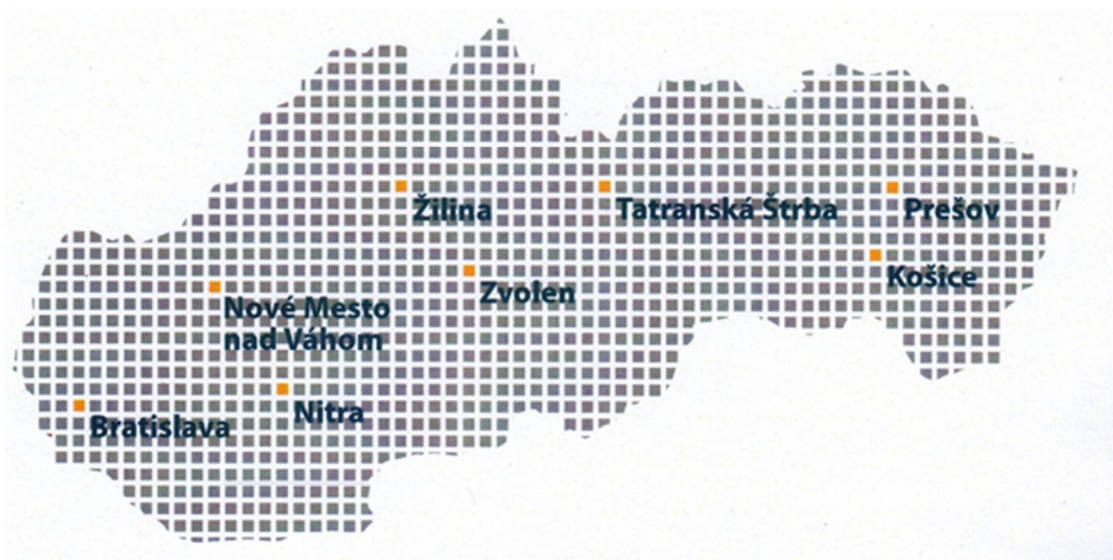 Žilina
Tatranská Štrba
Prešov
Košice
Zvolen
Nové Mesto
nad Váhom
Nitra
Bratislava